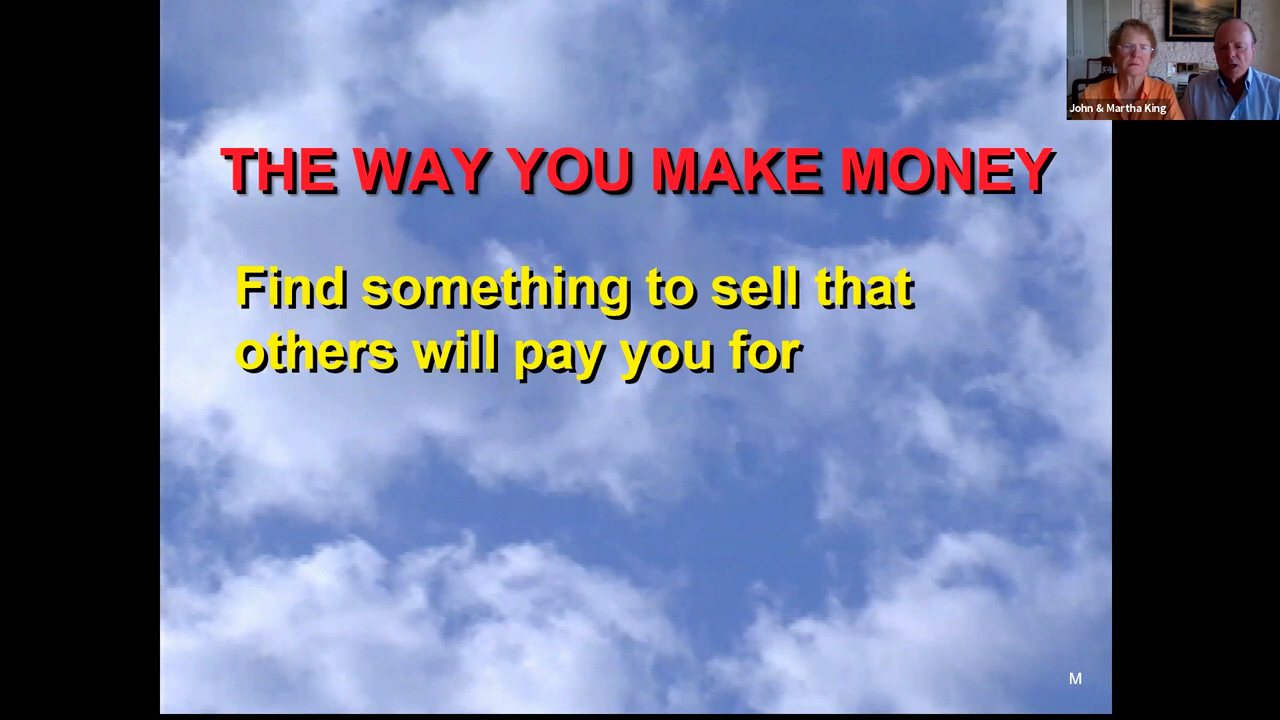 John & Martha King
THE WAY YOU MAKE MONEY
Find something to sell that
others will pay you for
M